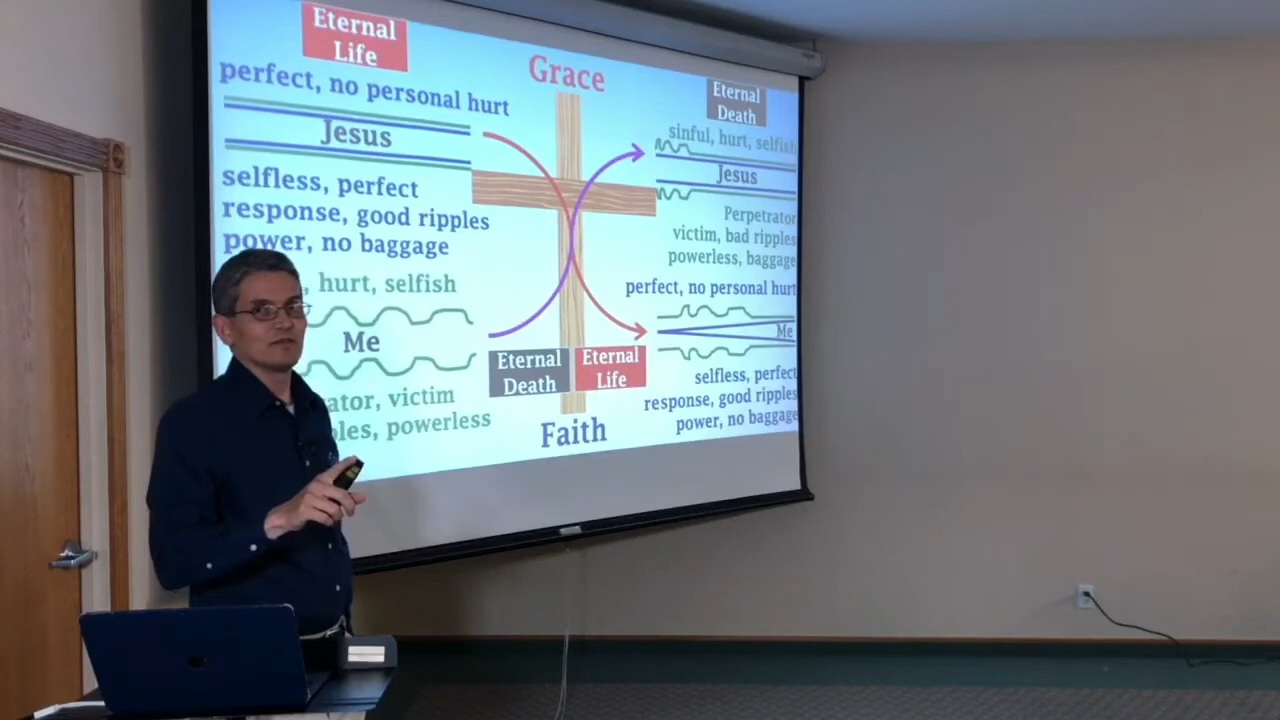 Eternal
Life
perfect, no personal hurt
Jesus
selfless, perfect
response, good ripples
power, no baggage
hurt, selfish
Me
victim
powerless
Grace
Eternal
Death
Eternal
Life
Faith
Eternal
Death
sinful, hurt, selfish
Jesus
Perpetrator
victim, bad ripples
powerless, baggage
perfect, no personal hurt
Me
selfless, perfect
response, good ripples
power, no baggage